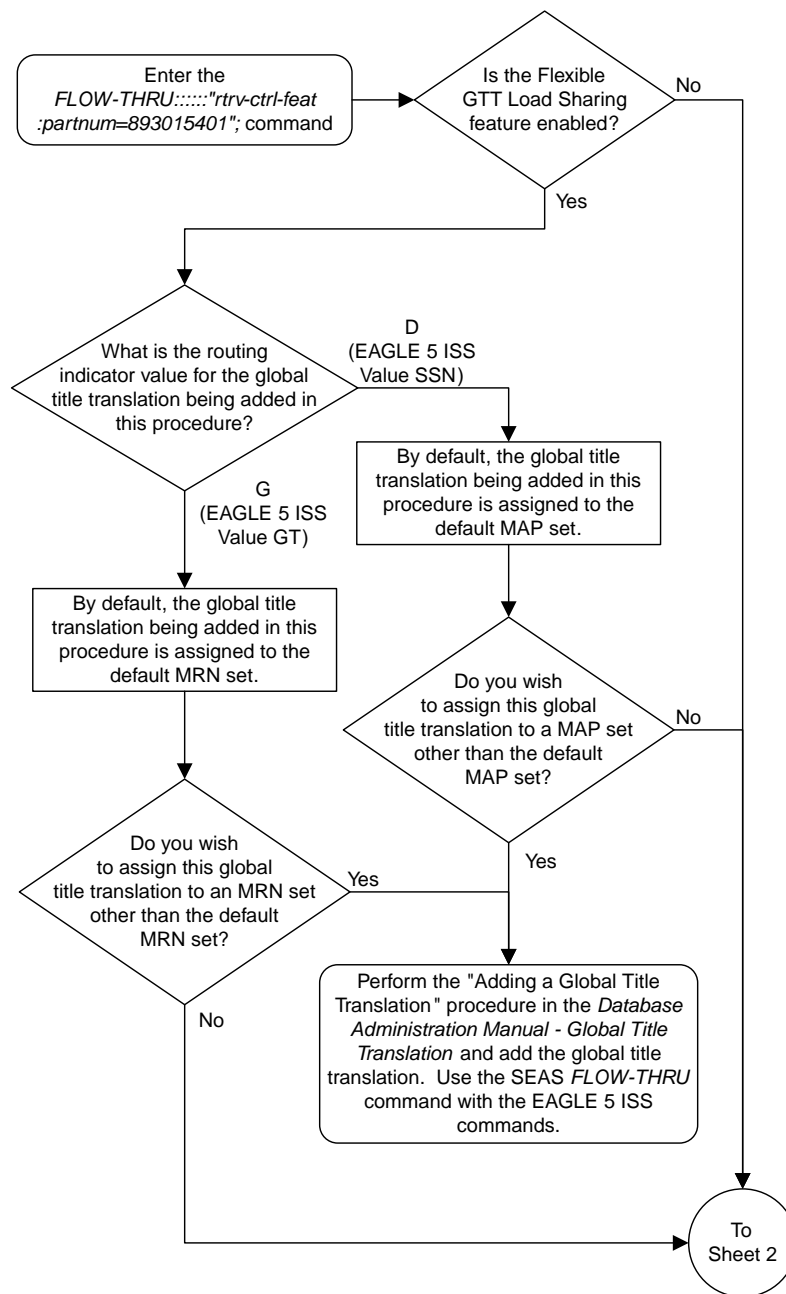 Enter the
FLOW-THRU::::::"rtrv-ctrl-feat
:partnum=893015401"; command
Is the Flexible
GTT Load Sharing
feature enabled?
No
Yes
What is the routing
indicator value for the global
title translation being added in
this procedure?
D
(EAGLE 5 ISS
Value SSN)
By default, the global title
translation being added in this
procedure is assigned to the
default MAP set.
G
(EAGLE 5 ISS
Value GT)
By default, the global title
translation being added in this
procedure is assigned to the
default MRN set.
Do you wish
to assign this global
title translation to a MAP set
other than the default
MAP set?
No
Yes
Do you wish
to assign this global
title translation to an MRN set
other than the default
MRN set?
Yes
No
Perform the "Adding a Global Title
Translation" procedure in the Database
Administration Manual - Global Title
Translation and add the global title
translation.  Use the SEAS FLOW-THRU
command with the EAGLE 5 ISS
commands.
To
Sheet 2